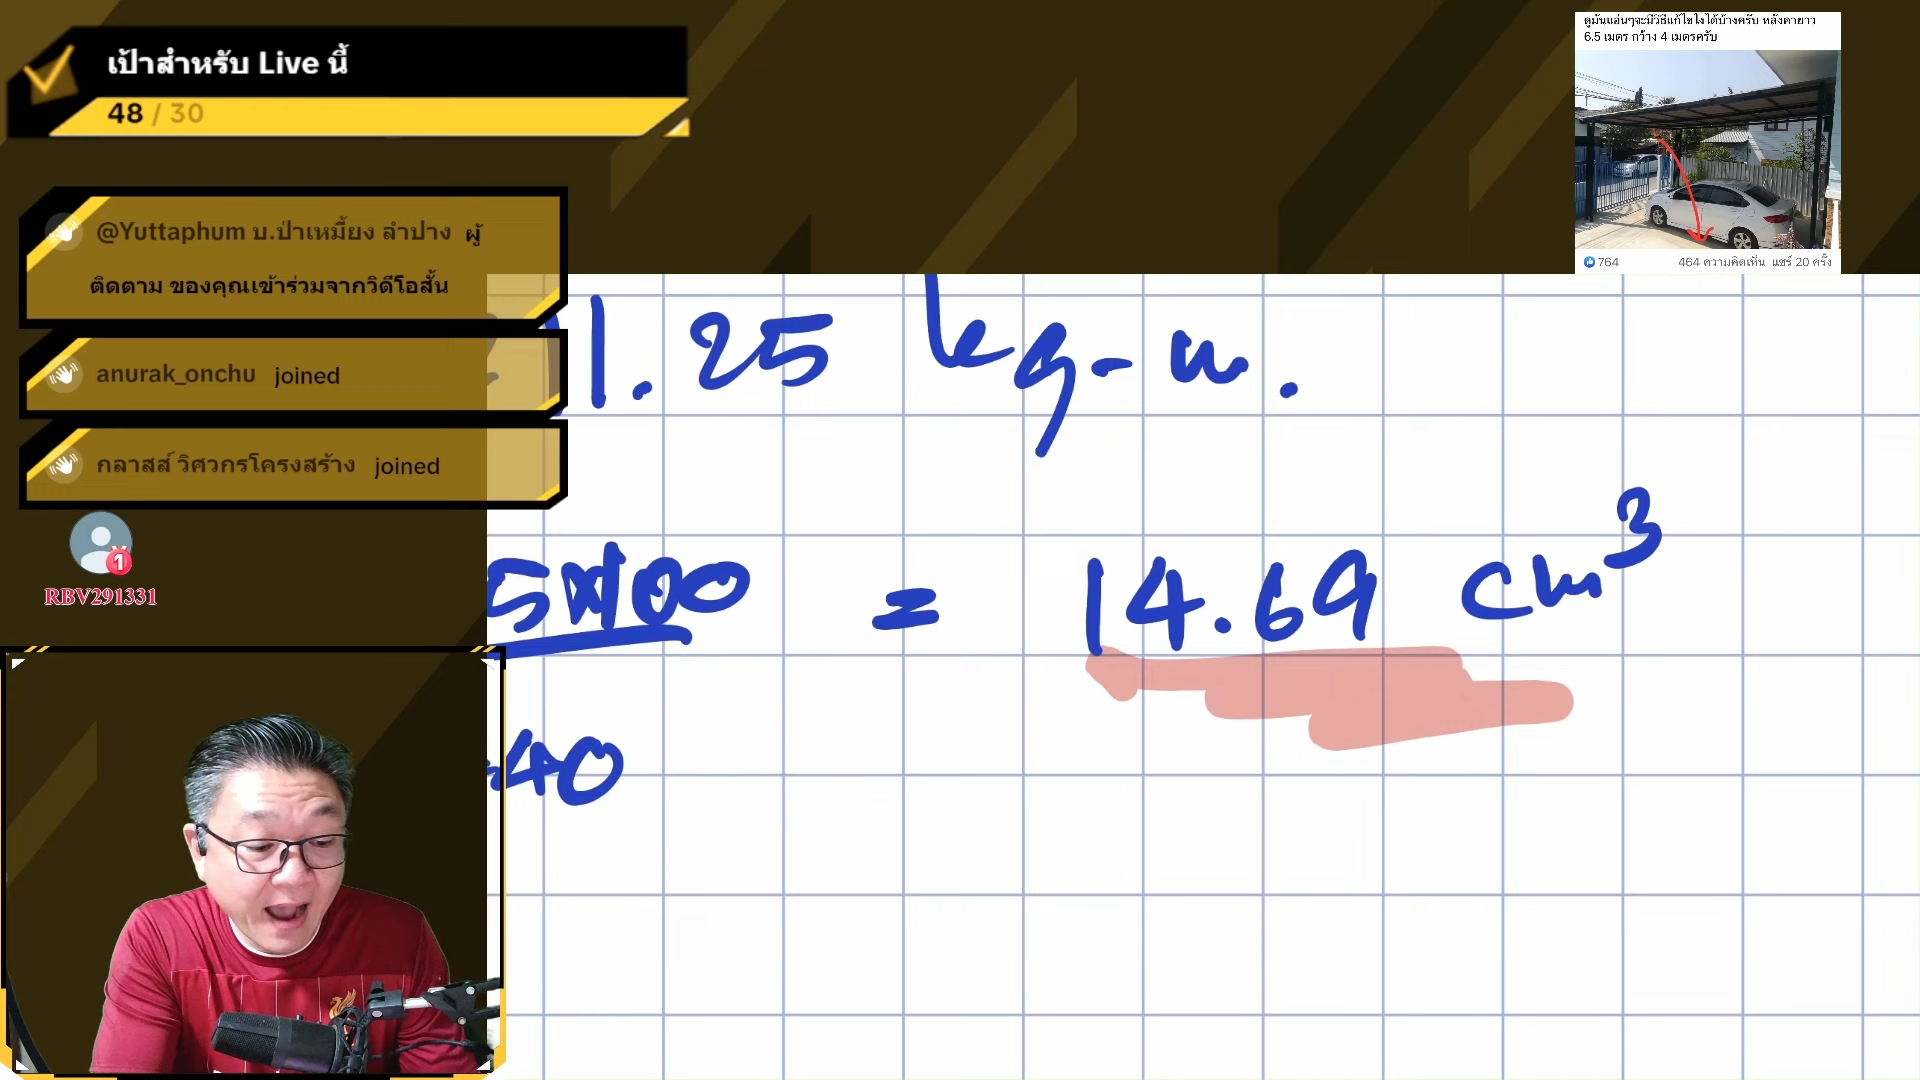 เป้าสำหรับ Live นี้
48 / 30
ดูมันแอ่นๆจะมีวิธีแก้ไขไงได้บ้างครับ หลังคายาว
6.5 เมตร กว้าง 4 เมตรครับ
764 464 ความคิดเห็น แชร์ 20 ครั้ง
@Yuttaphum บ.ป่าเหมี้ยง ลำปาง ผู้
ติดตาม ของคุณเข้าร่วมจากวิดีโอสั้น
anurak_onchu joined
กลาสส์ วิศวกรโครงสร้าง joined
1
RBV291331
1.25 kg-m.
5x100 = 14.69 cm³
40